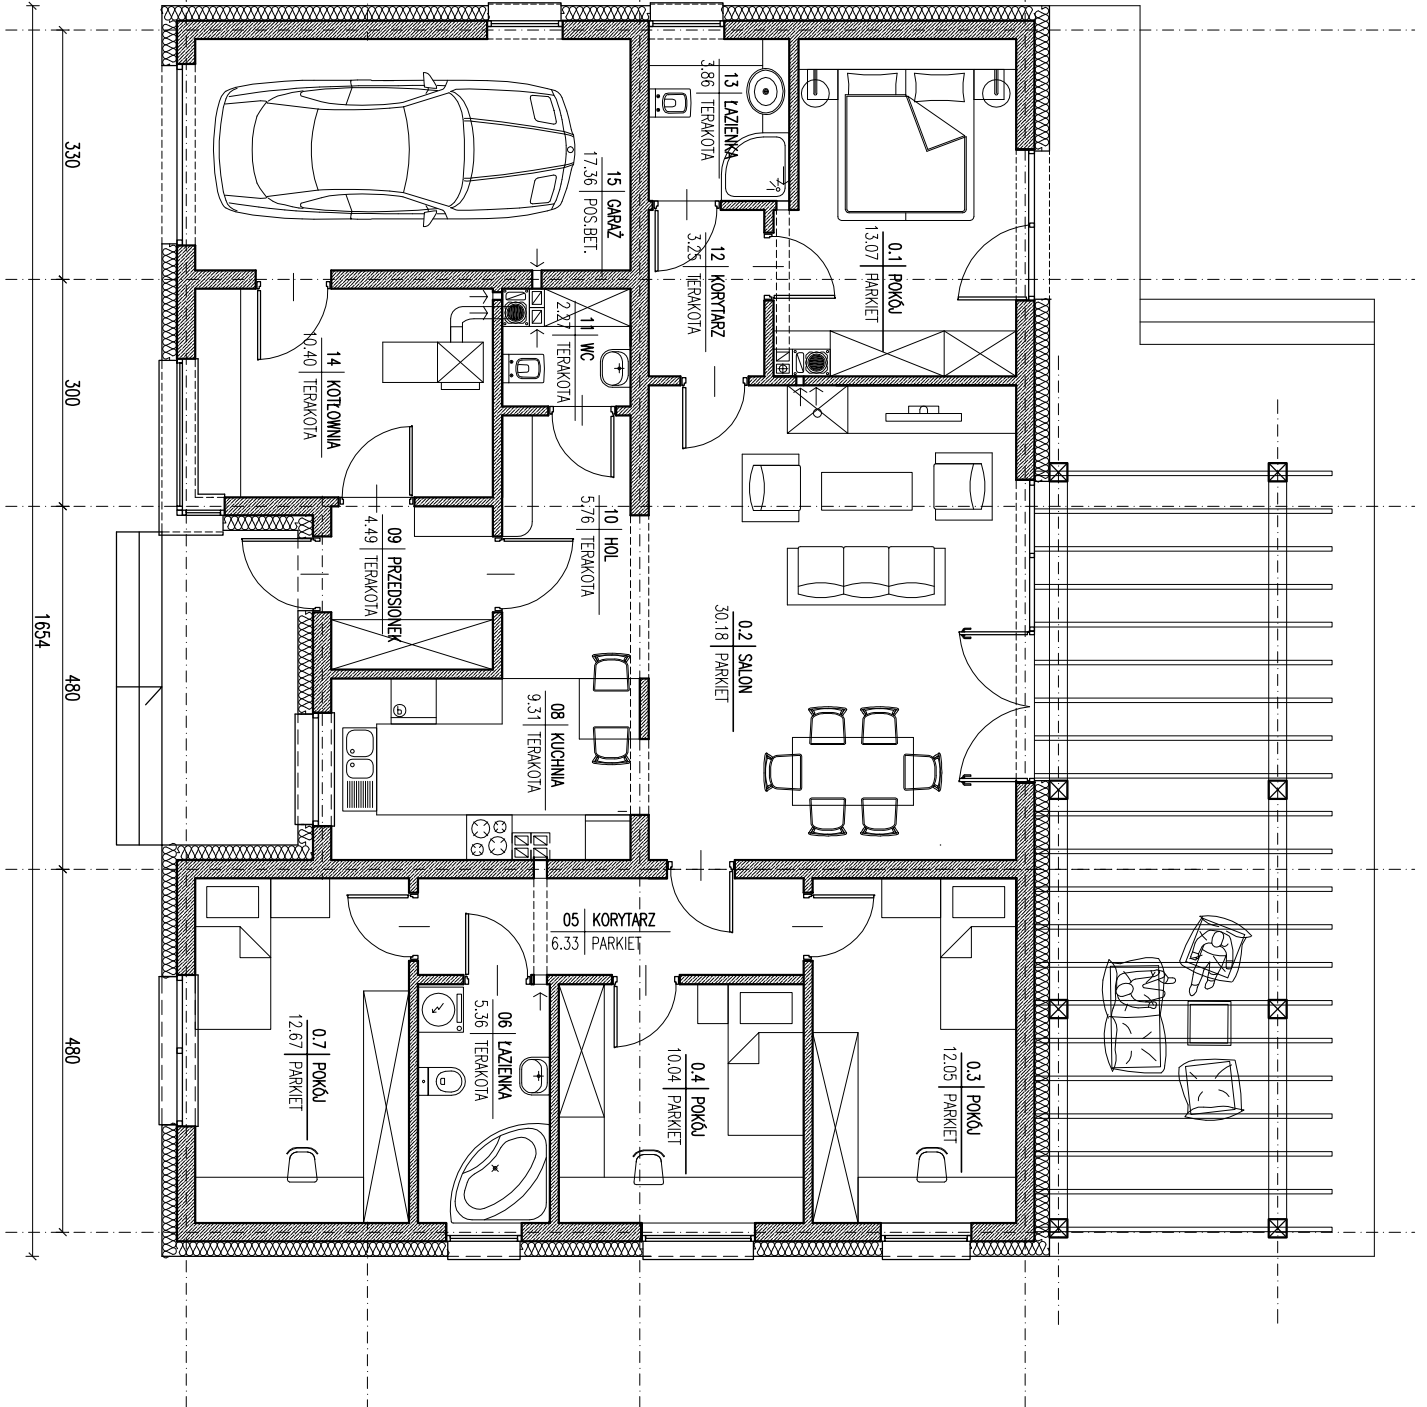 330
300
480
480
1654
15 GARAŻ
17.36 POS.BET.
13 ŁAZIENKA
3.86 TERAKOTA
12 KORYTARZ
3.25 TERAKOTA
0.1 POKÓJ
13.07 PARKIET
14 KOTŁOWNIA
10.40 TERAKOTA
11 WC
2.27 TERAKOTA
10 HOL
5.76 TERAKOTA
09 PRZEDSIONEK
4.49 TERAKOTA
0.2 SALON
30.18 PARKIET
08 KUCHNIA
9.31 TERAKOTA
05 KORYTARZ
6.33 PARKIET
0.7 POKÓJ
12.67 PARKIET
06 ŁAZIENKA
5.36 TERAKOTA
0.4 POKÓJ
10.04 PARKIET
0.3 POKÓJ
12.05 PARKIET